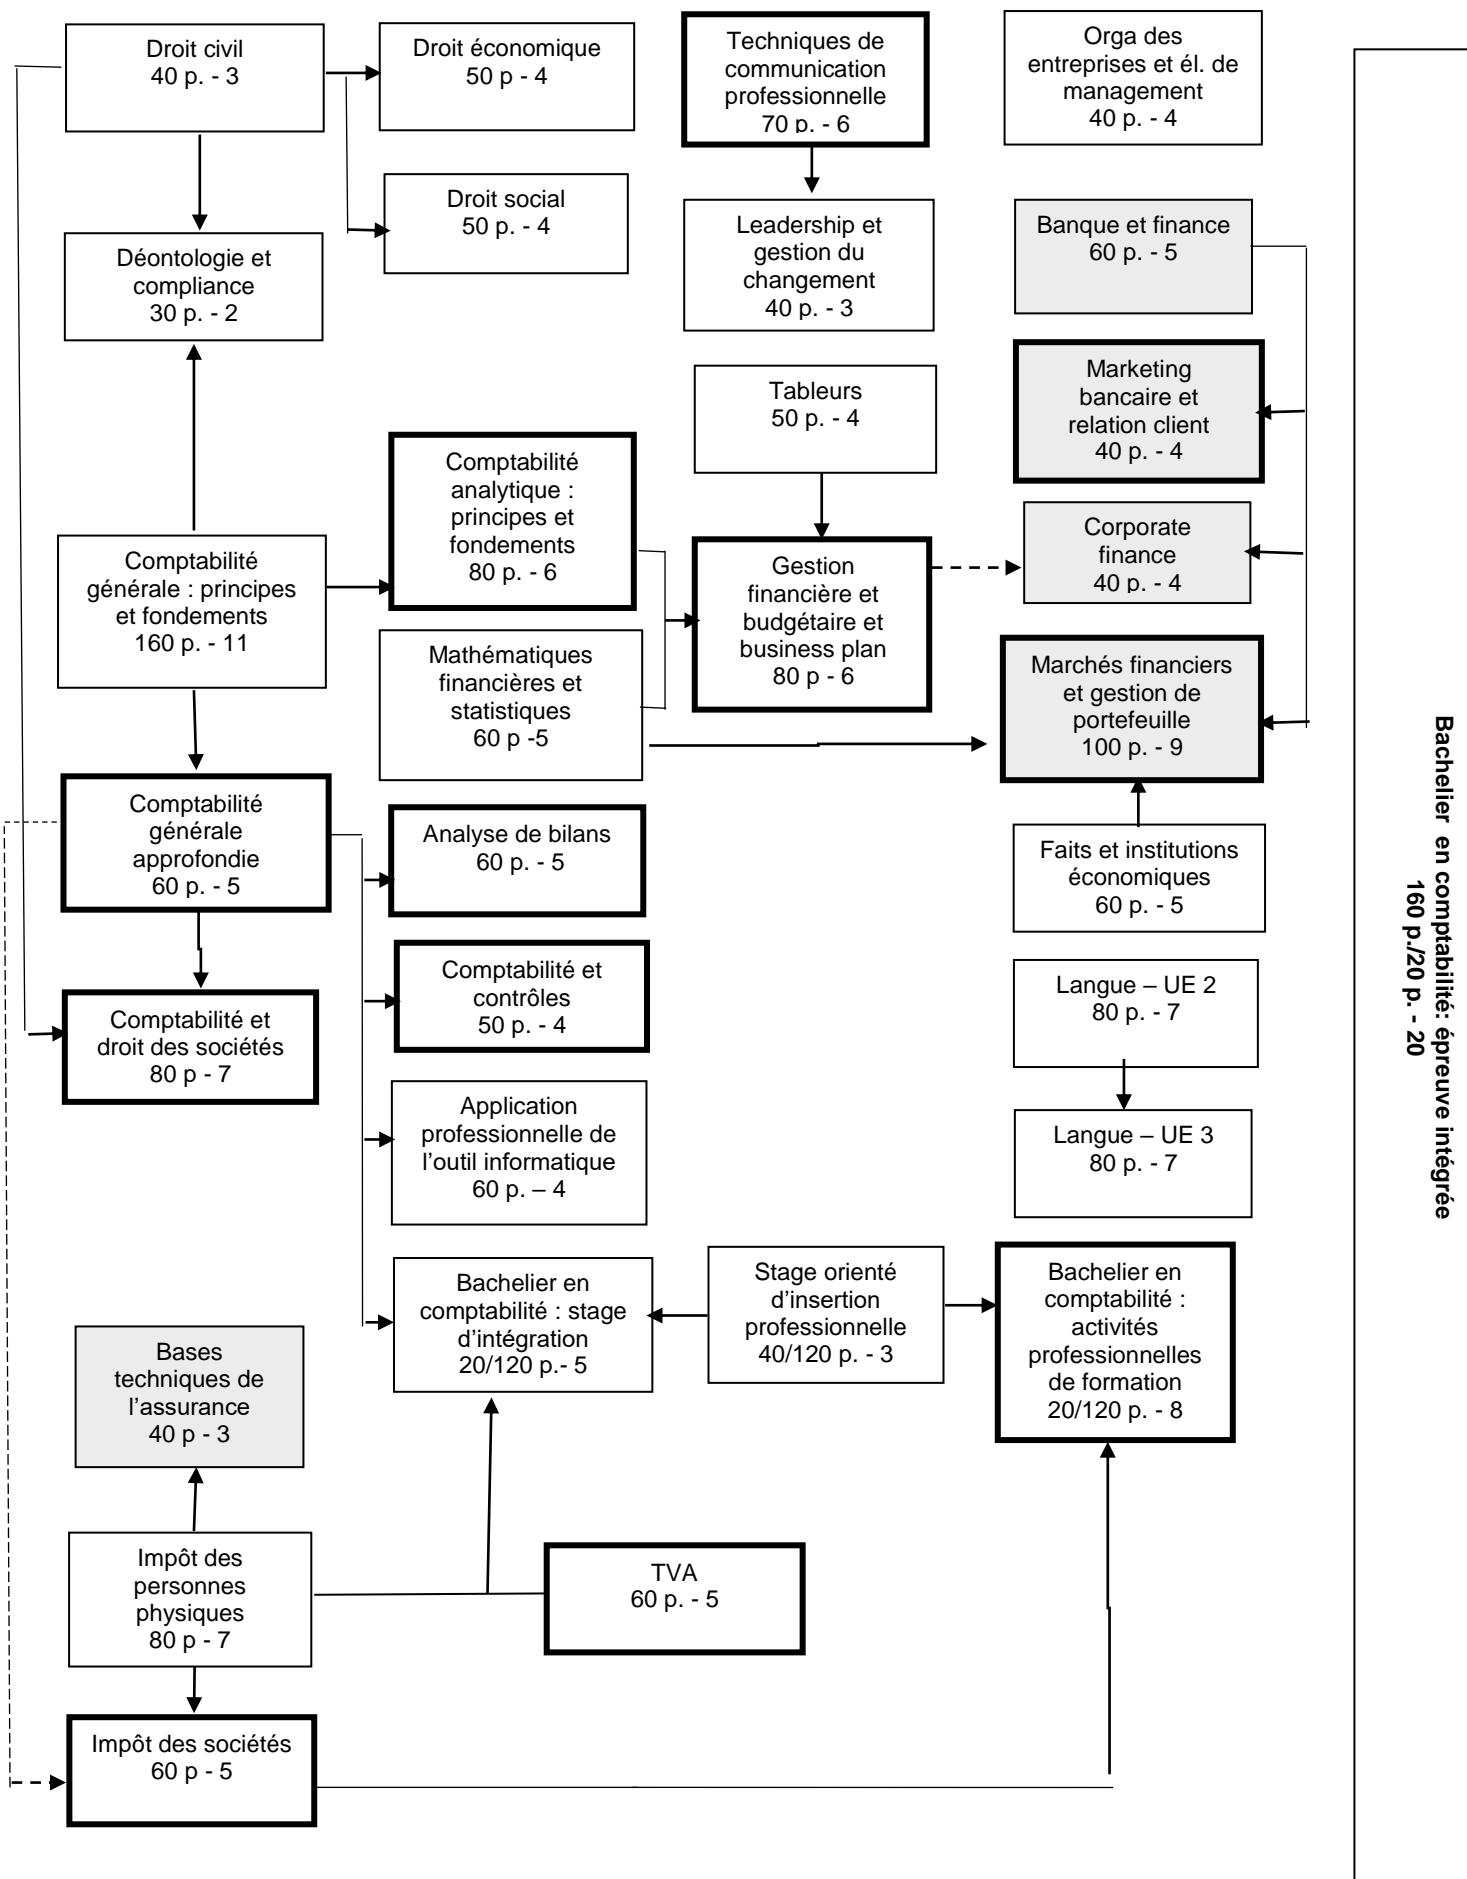 Droit civil
40 p. - 3
Droit économique
50 p - 4
Techniques de
communication
professionnelle
70 p. - 6
Orga des
entreprises et él. de
management
40 p. - 4
Droit social
50 p. - 4
Leadership et
gestion du
changement
40 p. - 3
Banque et finance
60 p. - 5
Déontologie et
compliance
30 p. - 2
Marketing
bancaire et
relation client
40 p. - 4
Tableurs
50 p. - 4
Comptabilité
analytique :
principes et
fondements
80 p. - 6
Corporate
finance
40 p. - 4
Comptabilité
générale : principes
et fondements
160 p. - 11
Gestion
financière et
budgétaire et
business plan
80 p - 6
Mathématiques
financières et
statistiques
60 p -5
Marchés financiers
et gestion de
portefeuille
100 p. - 9
Comptabilité
générale
approfondie
60 p. - 5
Analyse de bilans
60 p. - 5
Faits et institutions
économiques
60 p. - 5
Comptabilité et
contrôles
50 p. - 4
Langue – UE 2
80 p. - 7
Comptabilité et
droit des sociétés
80 p - 7
Application
professionnelle de
l’outil informatique
60 p. – 4
Langue – UE 3
80 p. - 7
Bachelier en
comptabilité : stage
d’intégration
20/120 p.- 5
Stage orienté
d’insertion
professionnelle
40/120 p. - 3
Bachelier en
comptabilité :
activités
professionnelles
de formation
20/120 p. - 8
Bases
techniques de
l’assurance
40 p - 3
Impôt des
personnes
physiques
80 p - 7
TVA
60 p. - 5
Impôt des sociétés
60 p - 5
Bachelier en comptabilité: épreuve intégrée
160 p./20 p. - 20